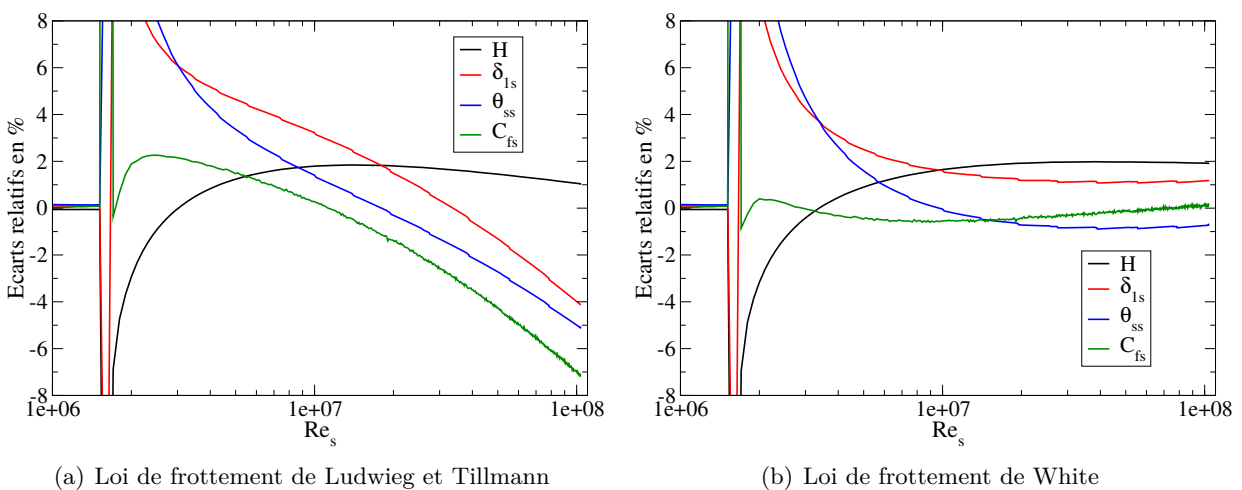 8
6
4
2
0
-2
-4
-6
-8
Ecarts relatifs en %
1e+06
1e+07
1e+08
Re_s
H
δ_1s
θ_ss
C_fs
(a) Loi de frottement de Ludwieg et Tillmann
8
6
4
2
0
-2
-4
-6
-8
Ecarts relatifs en %
1e+06
1e+07
1e+08
Re_s
H
δ_1s
θ_ss
C_fs
(b) Loi de frottement de White